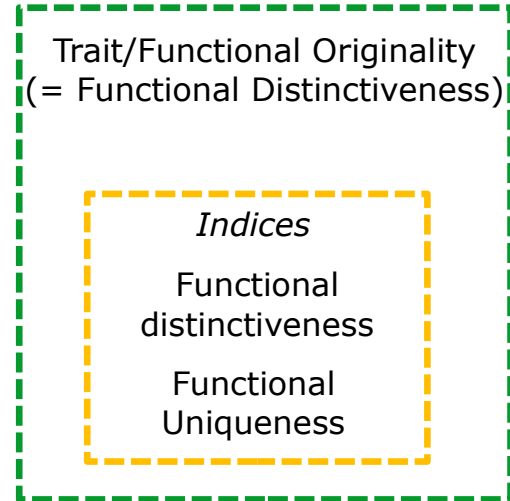 Trait/Functional Originality
(= Functional Distinctiveness)
Indices
Functional
distinctiveness
Functional
Uniqueness